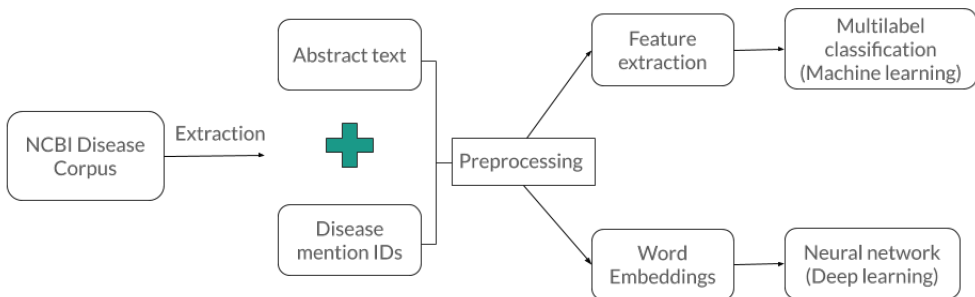 NCBI Disease
Corpus
Extraction
Abstract text
Disease
mention IDs
Preprocessing
Feature
extraction
Multilabel
classification
(Machine learning)
Word
Embeddings
Neural network
(Deep learning)